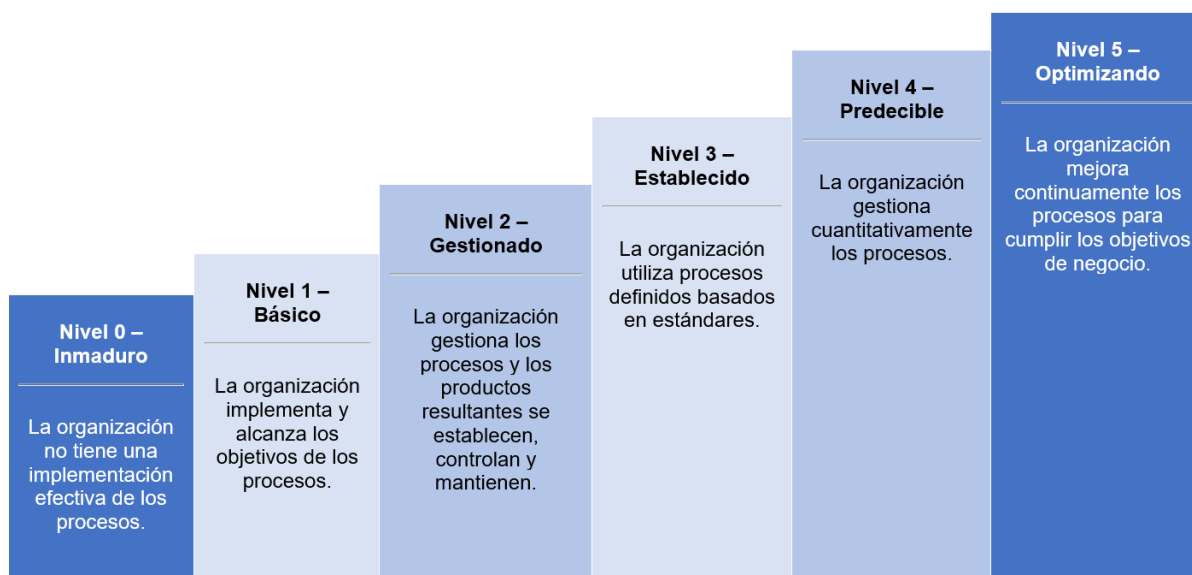 Nivel 0 –
Inmaduro
La organización
no tiene una
implementación
efectiva de los
procesos.
Nivel 1 –
Básico
La organización
implementa y
alcanza los
objetivos de los
procesos.
Nivel 2 –
Gestionado
La organización
gestiona los
procesos y los
productos
resultantes se
establecen,
controlan y
mantienen.
Nivel 3 –
Establecido
La organización
utiliza procesos
definidos basados
en estándares.
Nivel 4 –
Predecible
La organización
gestiona
cuantitativamente
los procesos.
Nivel 5 –
Optimizando
La organización
mejora
continuamente los
procesos para
cumplir los objetivos
de negocio.